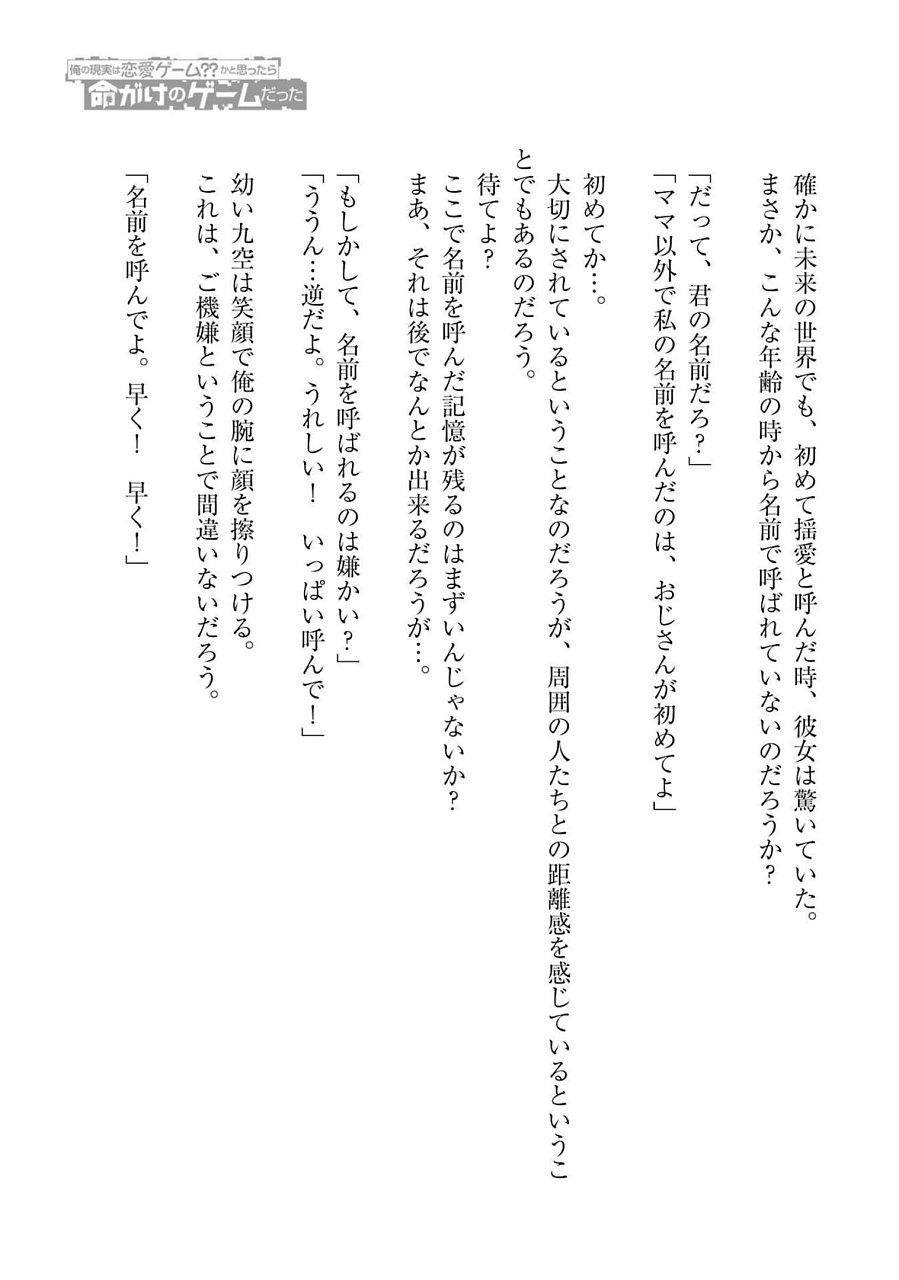 俺の現実は恋愛ゲーム??かと思ったら
命がけのゲームだった
確かに未来の世界でも、初めて揺愛と呼んだ時、彼女は驚いていた。
まさか、こんな年齢の時から名前で呼ばれていないのだろうか?
「だって、君の名前だろ?」
「ママ以外で私の名前を呼んだのは、おじさんが初めてよ」
初めてか…。
大切にされているということなのだろうが、周囲の人たちとの距離感を感じているというこ
とでもあるのだろう。
待てよ?
ここで名前を呼んだ記憶が残るのはまずいんじゃないか?
まあ、それは後でなんとか出来るだろうが…。
「もしかして、名前を呼ばれるのは嫌かい?」
「ううん…逆だよ。うれしい! いっぱい呼んで!」
幼い九空は笑顔で俺の腕に顔を擦りつける。
これは、ご機嫌ということで間違いないだろう。
「名前を呼んでよ。早く! 早く!」